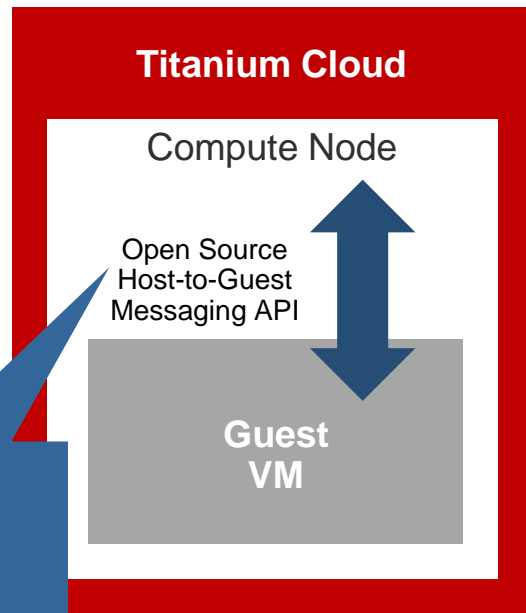 Titanium Cloud
Compute Node
Open Source
Host-to-Guest
Messaging API
Guest
VM